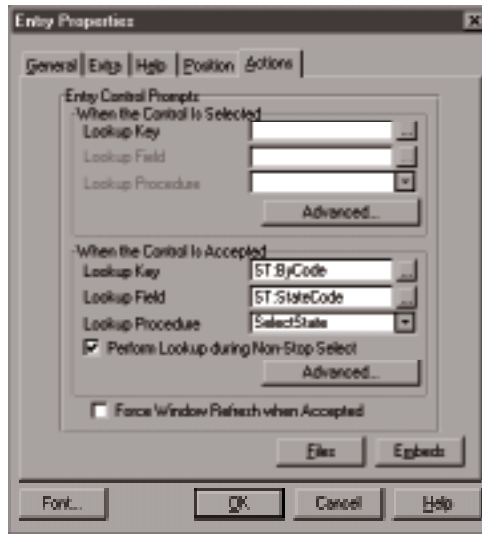 Entry Properties
General Extra Help Position Actions
Entry Control Prompts
When the Control Is Selected
Lookup Key ...
Lookup Field ...
Lookup Procedure
Advanced...
When the Control Is Accepted
Lookup Key ST:ByCode ...
Lookup Field ST:StateCode ...
Lookup Procedure SelectState
Perform Lookup during Non-Stop Select
Advanced...
Force Window Refresh when Accepted
Files Embeds
Font... OK Cancel Help